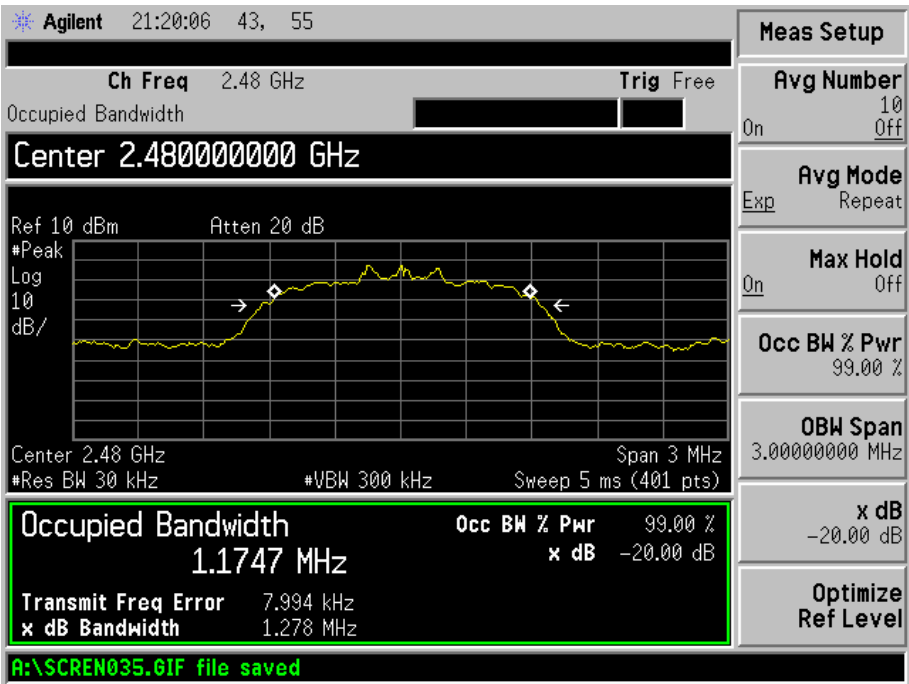 Agilent 21:20:06 43, 55
Meas Setup
Ch Freq 2.48 GHz Trig Free
Occupied Bandwidth
Avg Number
10
On Off
Center 2.480000000 GHz
Avg Mode
Exp Repeat
Ref 10 dBm Atten 20 dB
#Peak
Log
10
dB/
Max Hold
On Off
Occ BW % Pwr
99.00 %
Center 2.48 GHz Span 3 MHz
#Res BW 30 kHz #VBW 300 kHz Sweep 5 ms (401 pts)
OBW Span
3.00000000 MHz
Occupied Bandwidth Occ BW % Pwr 99.00 %
1.1747 MHz x dB -20.00 dB
x dB
-20.00 dB
Transmit Freq Error 7.994 kHz
x dB Bandwidth 1.278 MHz
Optimize
Ref Level
A:\SCREN035.GIF file saved